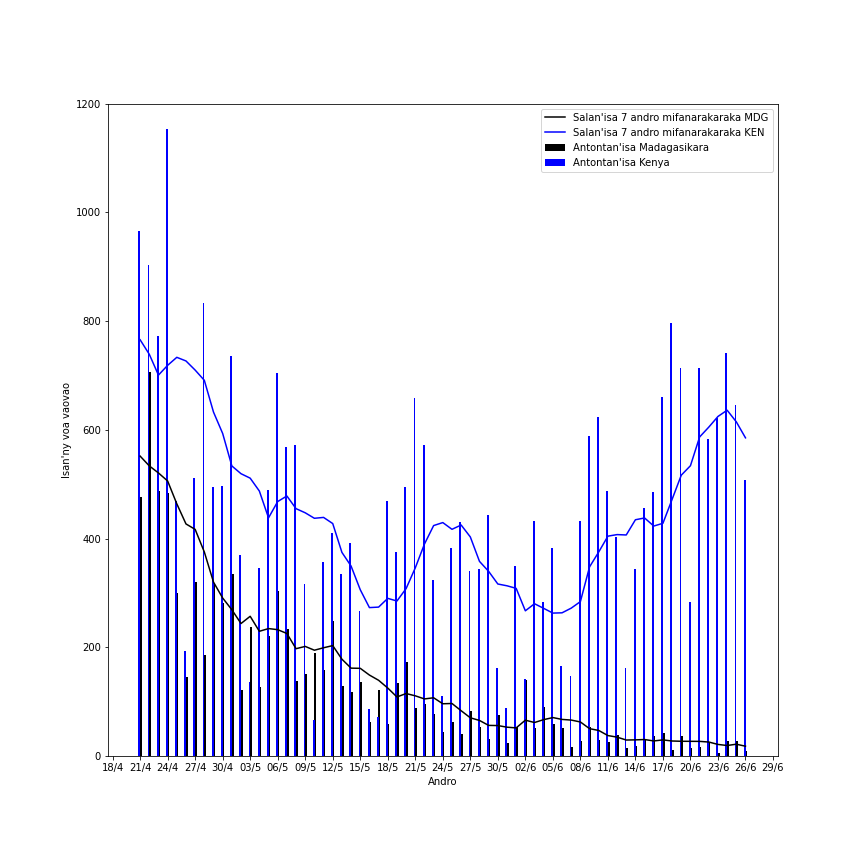 1200
1000
800
600
400
200
0
Isan'ny voa vaovao
Salan'isa 7 andro mifanarakaraka MDG
Salan'isa 7 andro mifanarakaraka KEN
Antontan'isa Madagasikara
Antontan'isa Kenya
18/4 21/4 24/4 27/4 30/4 03/5 06/5 09/5 12/5 15/5 18/5 21/5 24/5 27/5 30/5 02/6 05/6 08/6 11/6 14/6 17/6 20/6 23/6 26/6 29/6
Andro